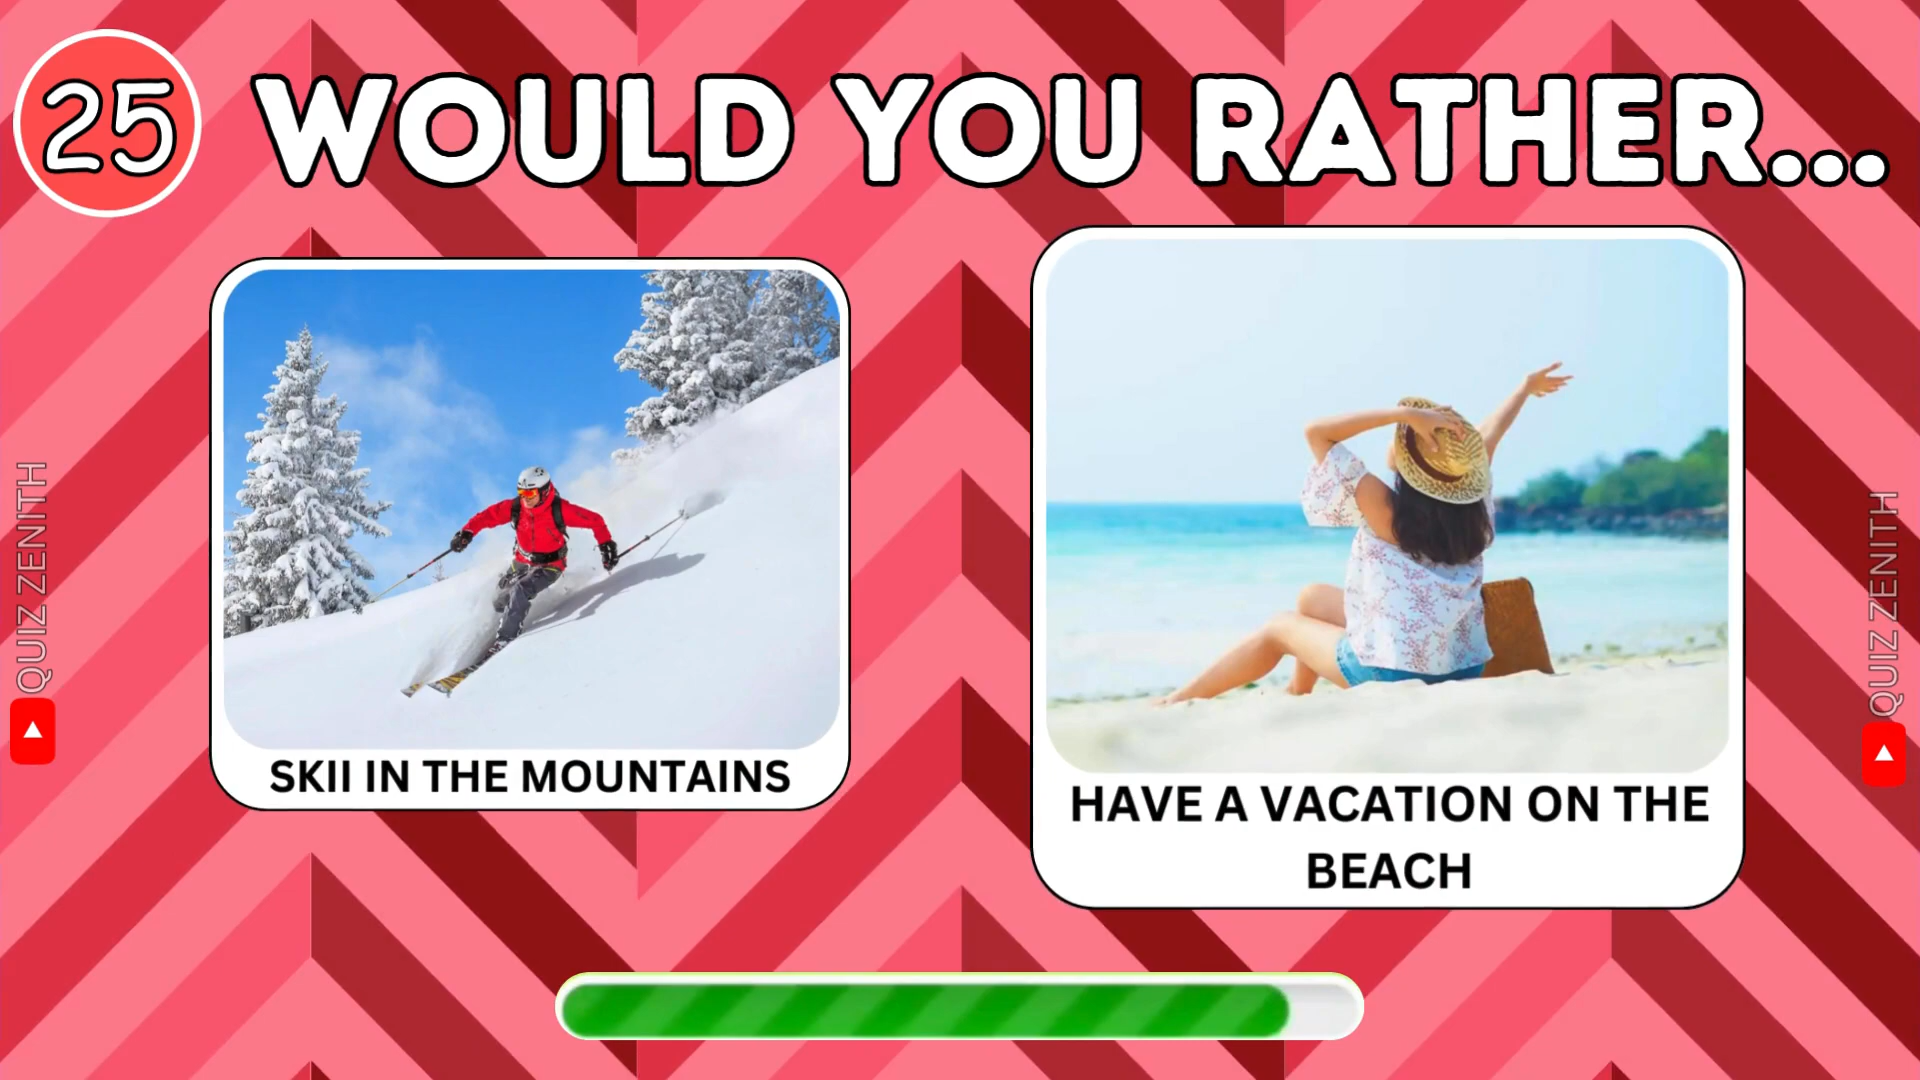 25
WOULD YOU RATHER...
SKII IN THE MOUNTAINS
HAVE A VACATION ON THE
BEACH
QUIZ ZENITH
QUIZ ZENITH